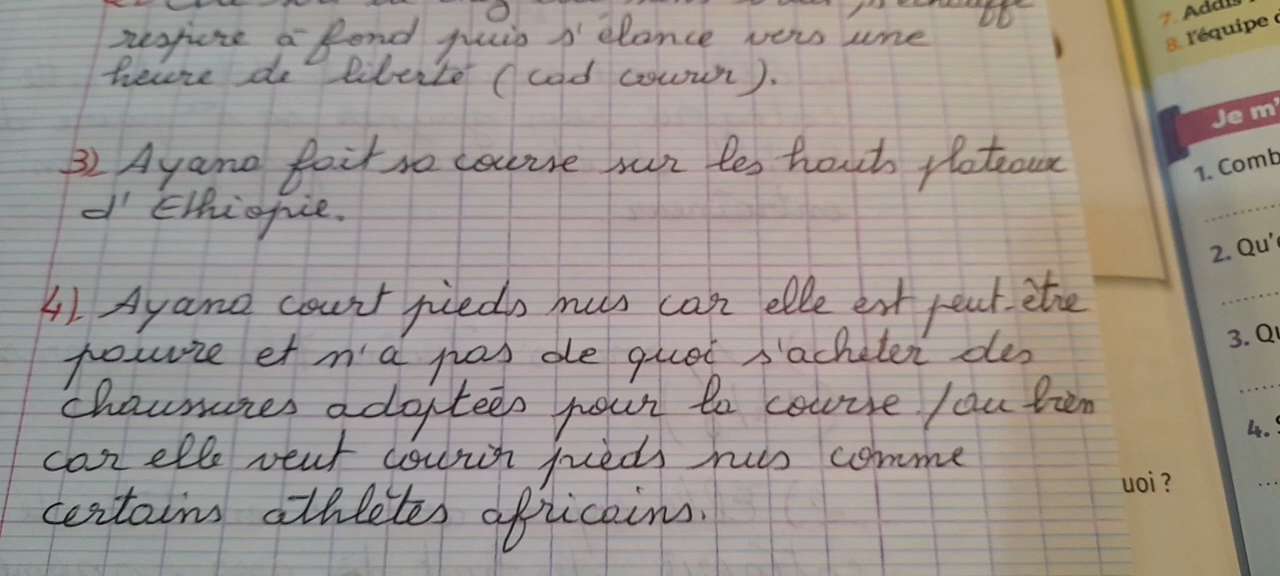 respire à fond puis s'élance vers une
heure de liberté (cad courir).
3) Ayana fait sa course sur les hauts plateaux
d'Ethiopie.
4) Ayana court pieds nus car elle est peut-être
pauvre et n'a pas de quoi s'acheter des
chaussures adaptées pour la course / ou bien
car elle veut courir pieds nus comme
certains athlètes africains.
7. Addis
8. l'équipe
Je m'
1. Comb
2. Qu'
3. Qu
4.
uoi ?